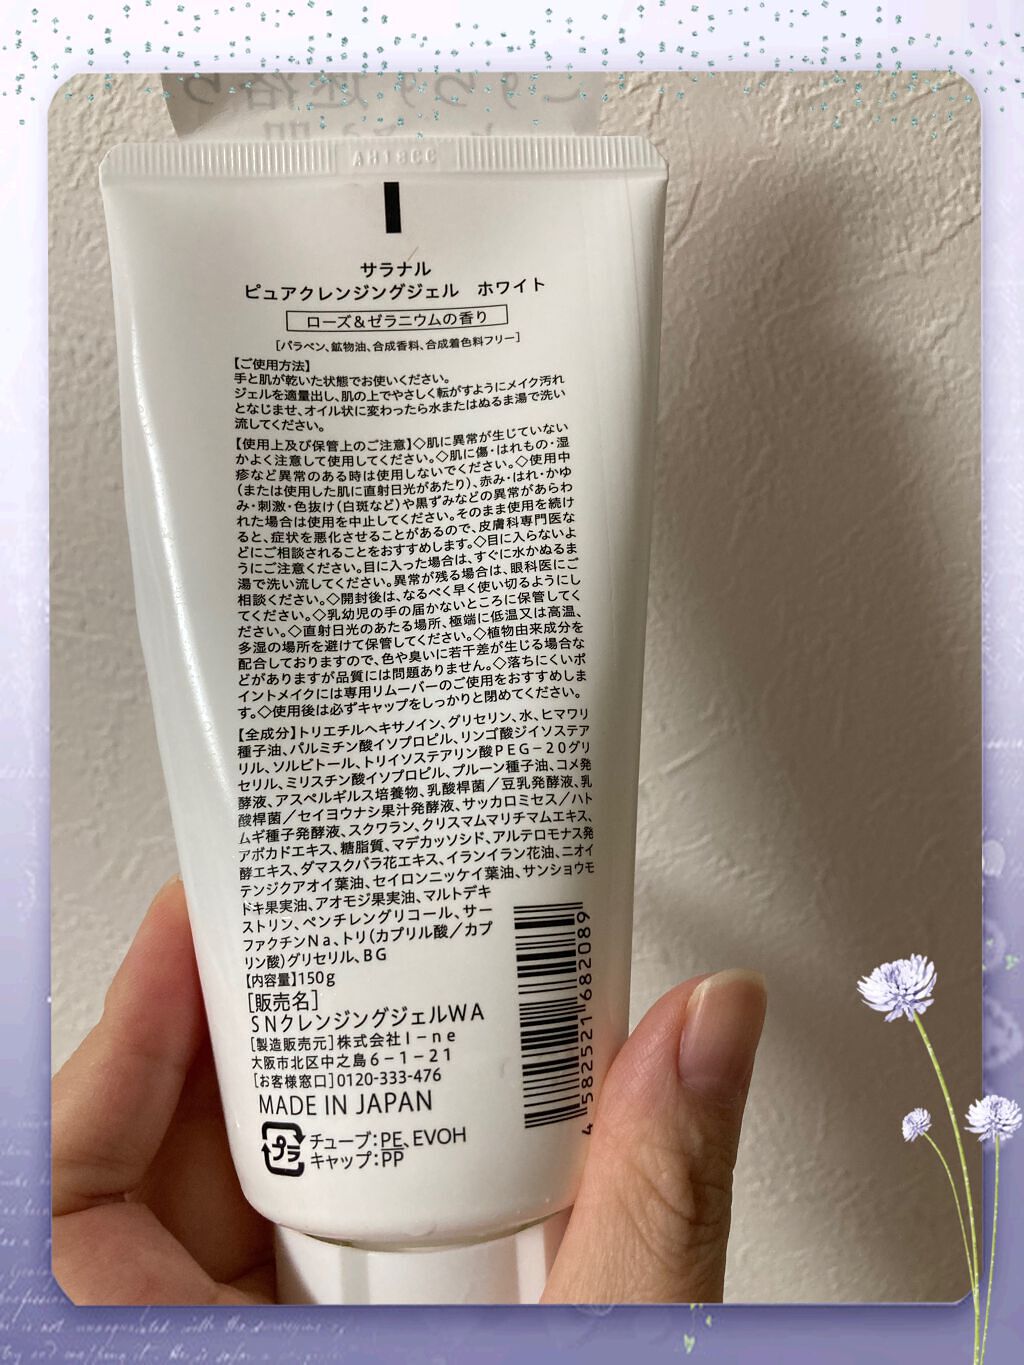 AH18CC
サラナル
ピュアクレンジングジェル ホワイト
ローズ&ゼラニウムの香り
[パラベン、鉱物油、合成香料、合成着色料フリー]
【ご使用方法】
手と肌が乾いた状態でお使いください。
ジェルを適量出し、肌の上でやさしく転がすようにメイク汚れ
となじませ、オイル状に変わったら水またはぬるま湯で洗い
流してください。
【使用上及び保管上のご注意】◇肌に異常が生じていない
かよく注意して使用してください。◇肌に傷・はれもの・湿
疹など異常のある時は使用しないでください。◇使用中
(または使用した肌に直射日光があたり)、赤み・はれ・かゆ
み・刺激・色抜け(白斑など)や黒ずみなどの異常があらわ
れた場合は使用を中止してください。そのまま使用を続け
ると、症状を悪化させることがあるので、皮膚科専門医な
どにご相談されることをおすすめします。◇目に入らないよ
うにご注意ください。目に入った場合は、すぐに水かぬるま
湯で洗い流してください。異常が残る場合は、眼科医にご
相談ください。◇開封後は、なるべく早く使い切るようにし
てください。◇乳幼児の手の届かないところに保管してく
ださい。◇直射日光のあたる場所、極端に低温又は高温、
多湿の場所を避けて保管してください。◇植物由来成分を
配合しておりますので、色や臭いに若干差が生じる場合な
どがありますが品質には問題ありません。◇落ちにくいポ
イントメイクには専用リムーバーのご使用をおすすめしま
す。◇使用後は必ずキャップをしっかりと閉めてください。
【全成分】トリエチルヘキサノイン、グリセリン、水、ヒマワリ
種子油、パルミチン酸イソプロピル、リンゴ酸ジイソステア
リル、ソルビトール、トリイソステアリン酸PEG-20グリ
セリル、ミリスチン酸イソプロピル、プルーン種子油、コメ発
酵液、アスペルギルス培養物、乳酸桿菌/豆乳発酵液、乳
酸桿菌/セイヨウナシ果汁発酵液、サッカロミセス/ハト
ムギ種子発酵液、スクワラン、クリスマムマリチマムエキス、
アボカドエキス、糖脂質、マデカッソシド、アルテロモナス発
酵エキス、ダマスクバラ花エキス、イランイラン花油、ニオイ
テンジクアオイ葉油、セイロンニッケイ葉油、サンショウモ
ドキ果実油、アオモジ果実油、マルトデキ
ストリン、ペンチレングリコール、サー
ファクチンNa、トリ(カプリル酸/カプ
リン酸)グリセリル、BG
【内容量】150g
[販売名]
SNクレンジングジェルWA
[製造販売元]株式会社I-ne
大阪市北区中之島6-1-21
[お客様窓口]0120-333-476
MADE IN JAPAN
プラ
チューブ:PE、EVOH
キャップ:PP
4 582521 682089